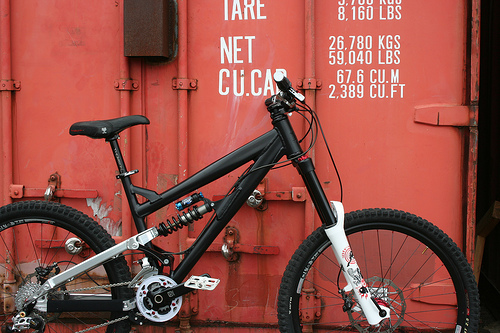 TARE
8,160 LBS
NET 26,780 KGS
59,040 LBS
CU.CAP 67.6 CU.M
2,389 CU.FT